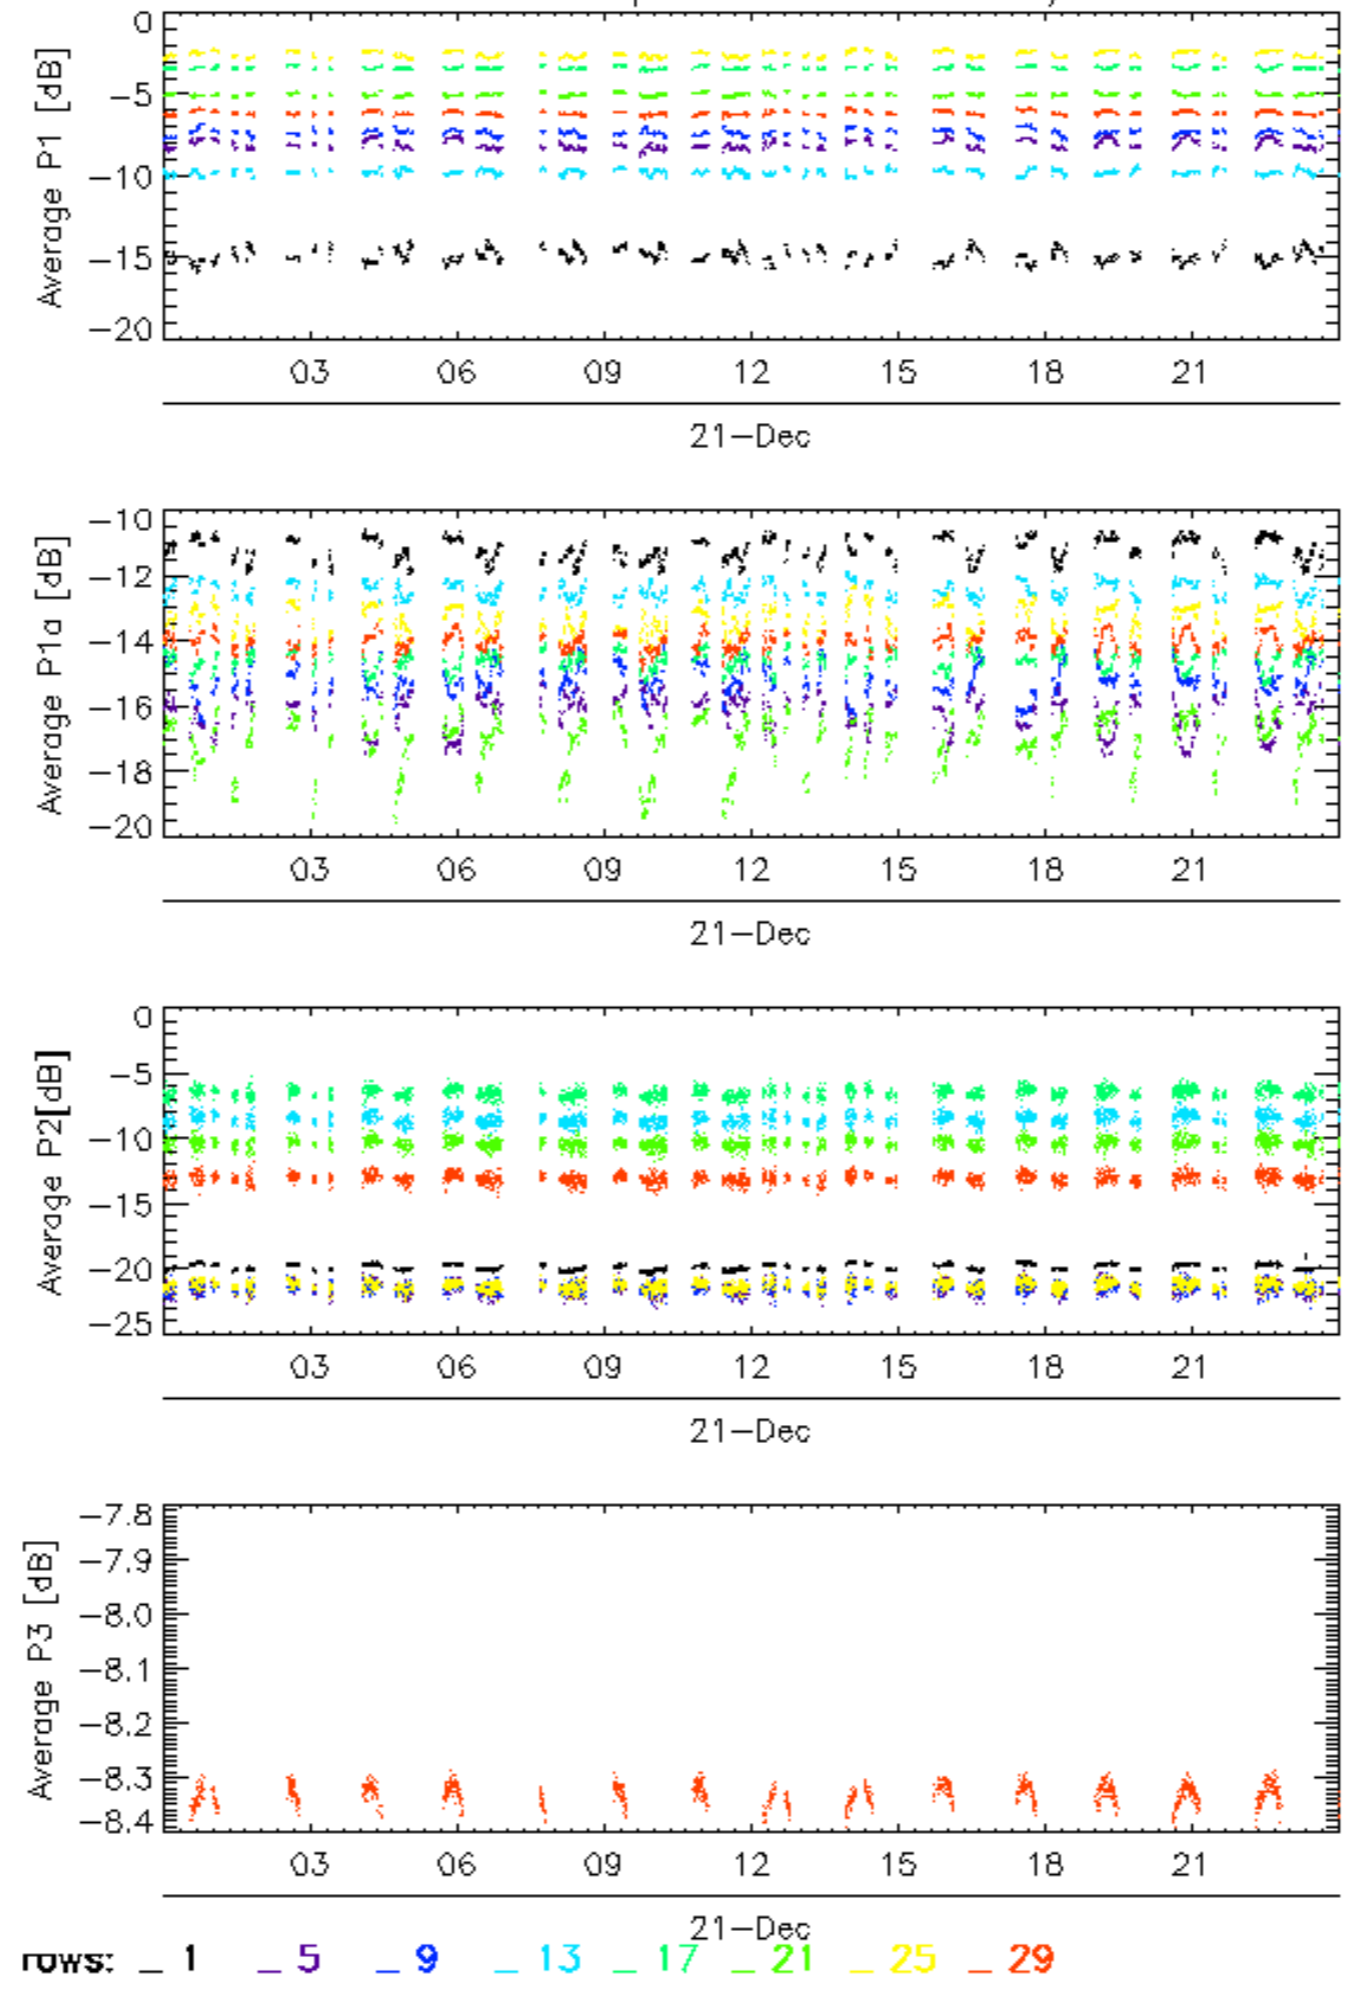 0
−5
−10
−15
−20
Average P1 [dB]
03 06 09 12 15 18 21
21−Dec
−10
−12
−14
−16
−18
−20
Average P1a [dB]
03 06 09 12 15 18 21
21−Dec
0
−5
−10
−15
−20
−25
Average P2[dB]
03 06 09 12 15 18 21
21−Dec
−7.8
−7.9
−8.0
−8.1
−8.2
−8.3
−8.4
Average P3 [dB]
03 06 09 12 15 18 21
21−Dec
rows: _ 1 _ 5 _ 9 _ 13 _ 17 _ 21 _ 25 _ 29